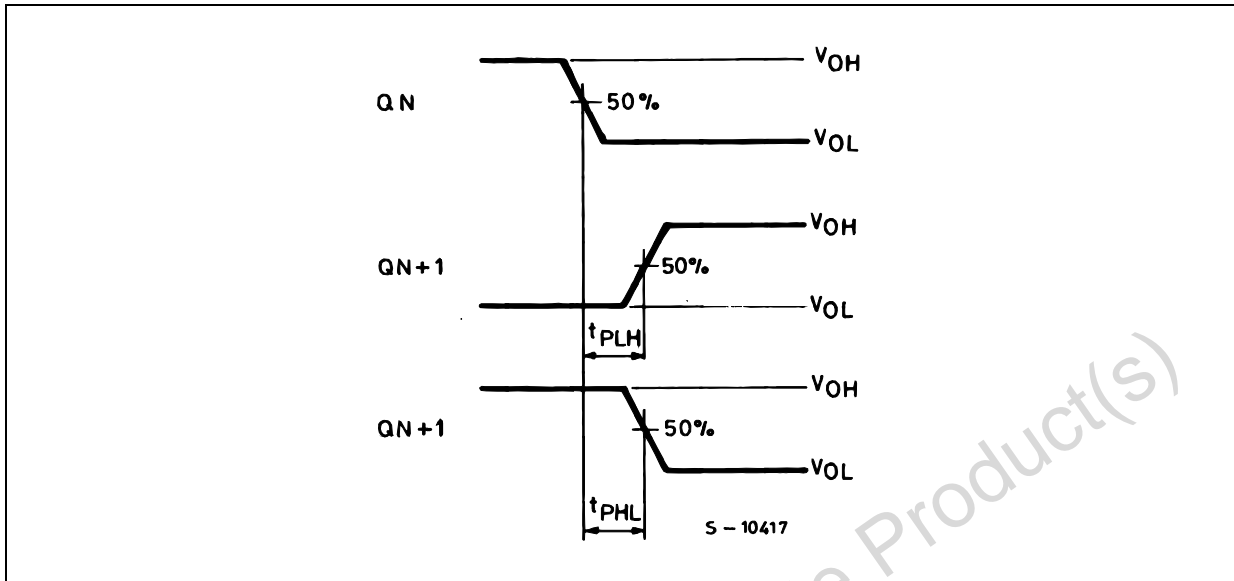 VOH
QN
50%
VOL
VOH
QN+1
50%
VOL
tPLH
VOH
QN+1
50%
VOL
tPHL
S-10417
e Product(s)